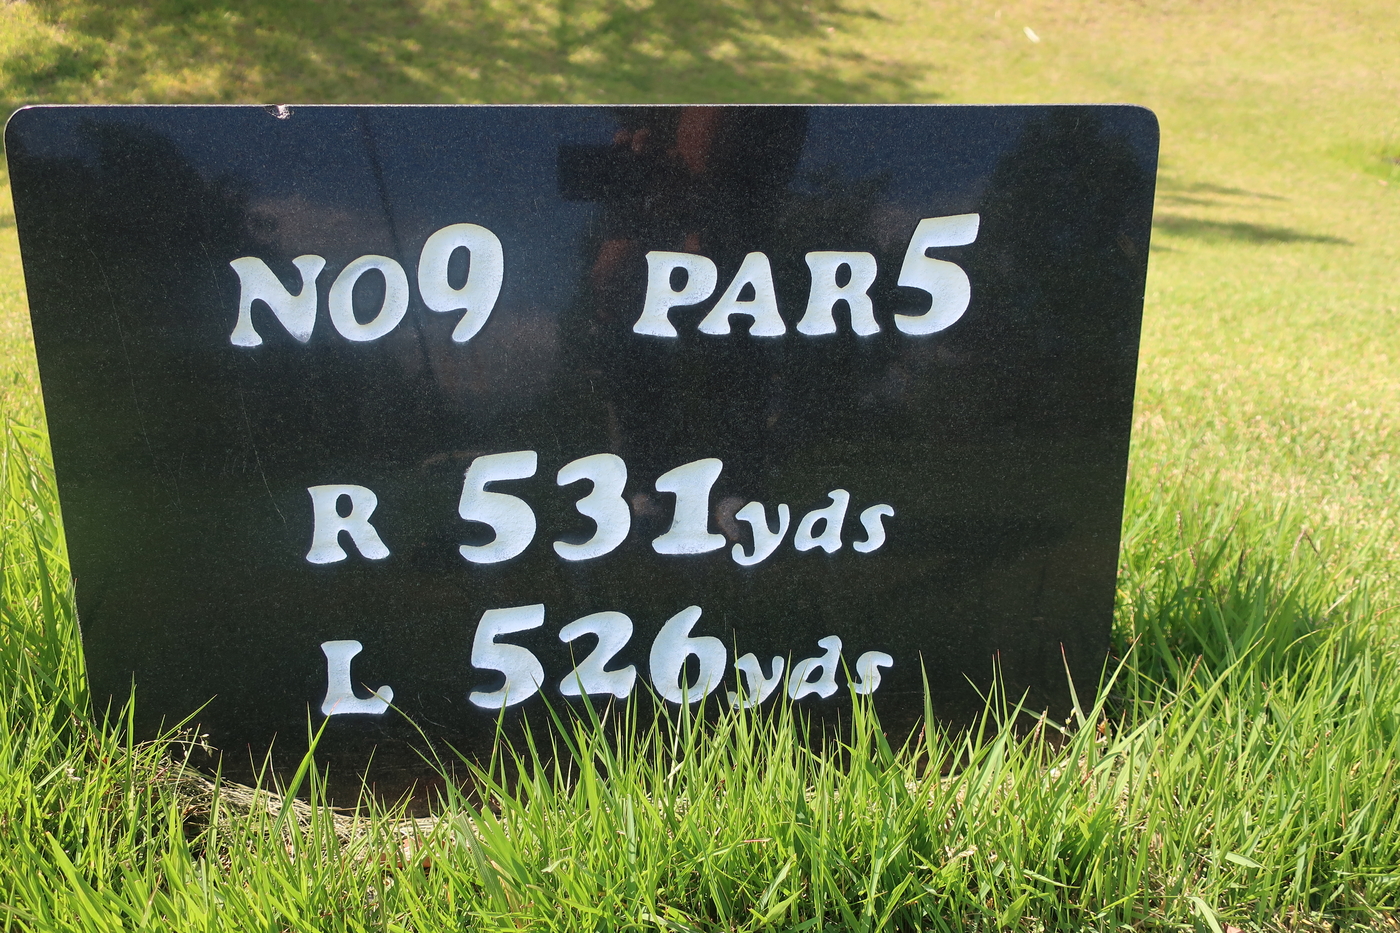 NO9 PAR5
R 531yds
L 526yds